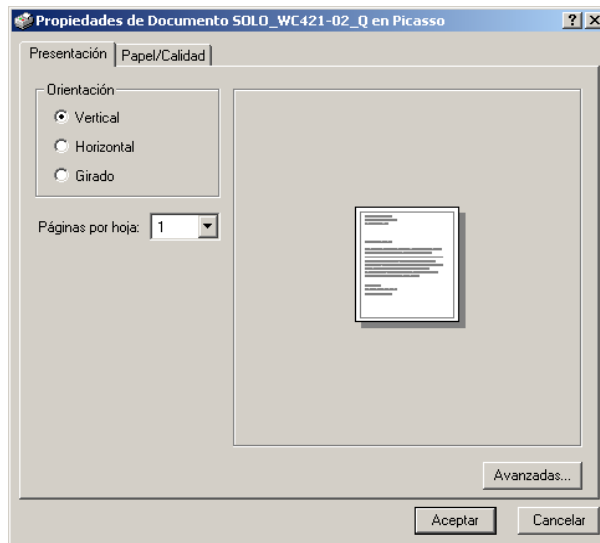 Propiedades de Documento SOLO_WC421-02_Q en Picasso
Presentación Papel/Calidad
Orientación
Vertical
Horizontal
Girado
Páginas por hoja: 1
Avanzadas...
Aceptar Cancelar